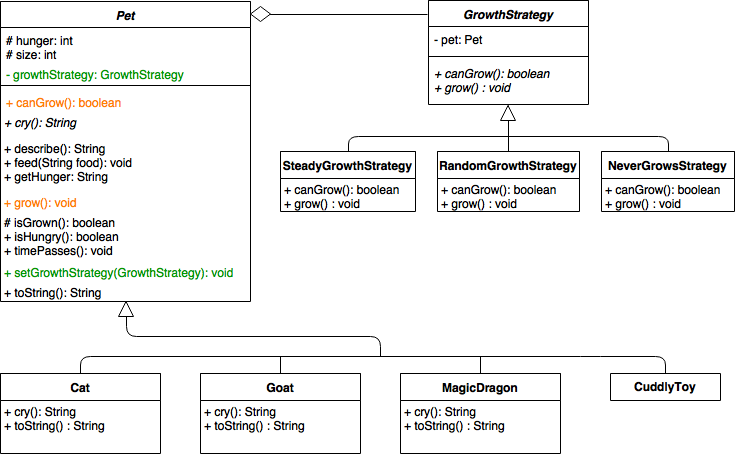 Pet
# hunger: int
# size: int
- growthStrategy: GrowthStrategy
+ canGrow(): boolean
+ cry(): String
+ describe(): String
+ feed(String food): void
+ getHunger: String
+ grow(): void
# isGrown(): boolean
+ isHungry(): boolean
+ timePasses(): void
+ setGrowthStrategy(GrowthStrategy): void
+ toString(): String
GrowthStrategy
- pet: Pet
+ canGrow(): boolean
+ grow() : void
SteadyGrowthStrategy
+ canGrow(): boolean
+ grow() : void
RandomGrowthStrategy
+ canGrow(): boolean
+ grow() : void
NeverGrowsStrategy
+ canGrow(): boolean
+ grow() : void
Cat
+ cry(): String
+ toString() : String
Goat
+ cry(): String
+ toString() : String
MagicDragon
+ cry(): String
+ toString() : String
CuddlyToy